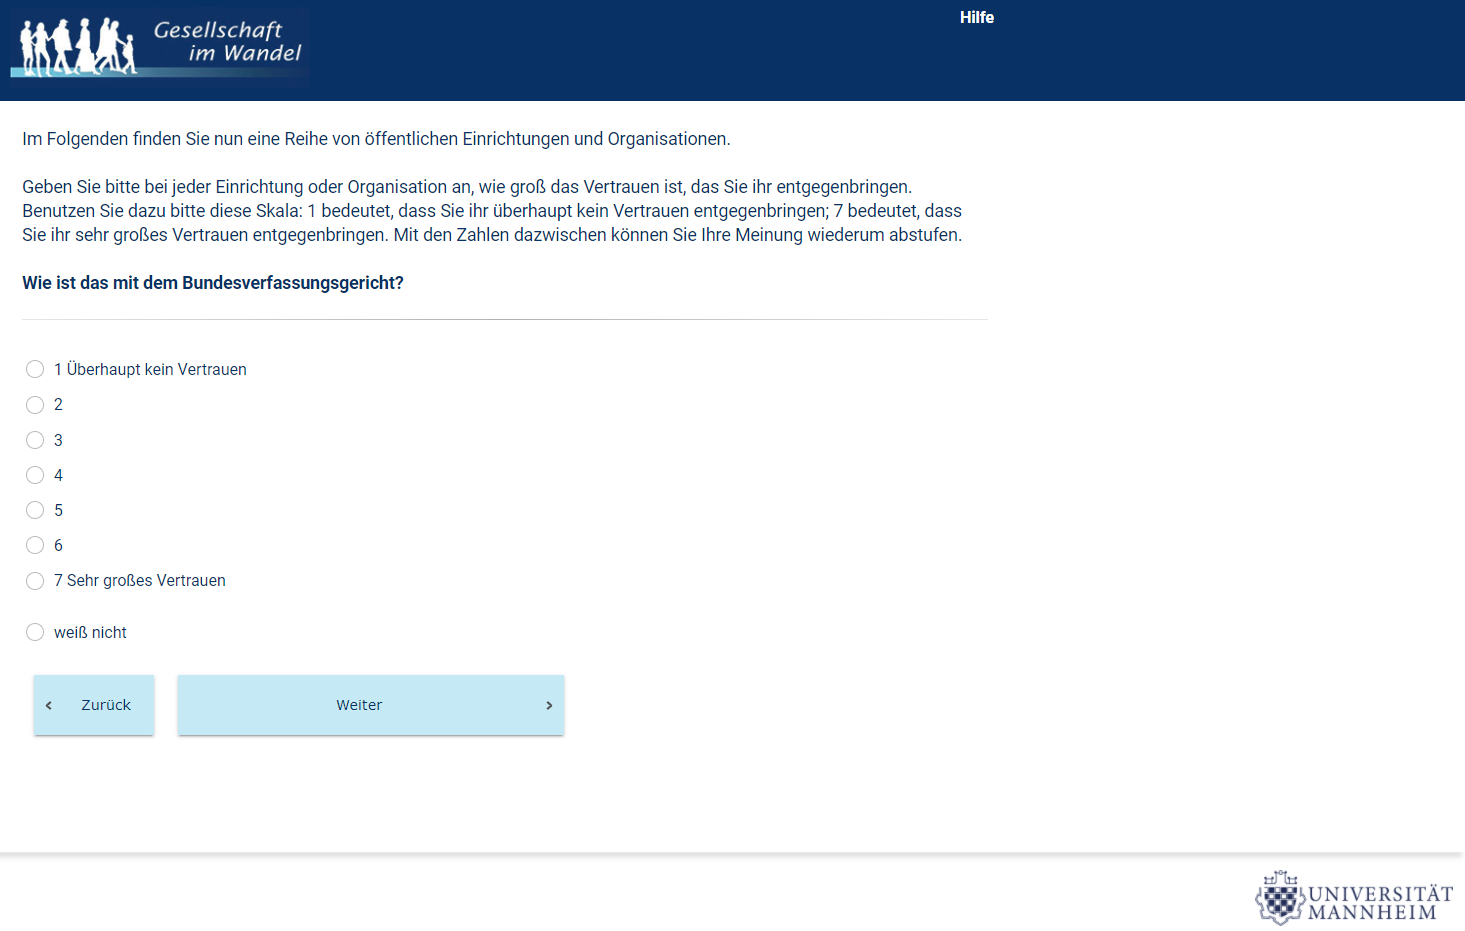 Gesellschaft
im Wandel
Hilfe
Im Folgenden finden Sie nun eine Reihe von öffentlichen Einrichtungen und Organisationen.
Geben Sie bitte bei jeder Einrichtung oder Organisation an, wie groß das Vertrauen ist, das Sie ihr entgegenbringen.
Benutzen Sie dazu bitte diese Skala: 1 bedeutet, dass Sie ihr überhaupt kein Vertrauen entgegenbringen; 7 bedeutet, dass
Sie ihr sehr großes Vertrauen entgegenbringen. Mit den Zahlen dazwischen können Sie Ihre Meinung wiederum abstufen.
Wie ist das mit dem Bundesverfassungsgericht?
1 Überhaupt kein Vertrauen
2
3
4
5
6
7 Sehr großes Vertrauen
weiß nicht
Zurück
Weiter
UNIVERSITÄT
MANNHEIM